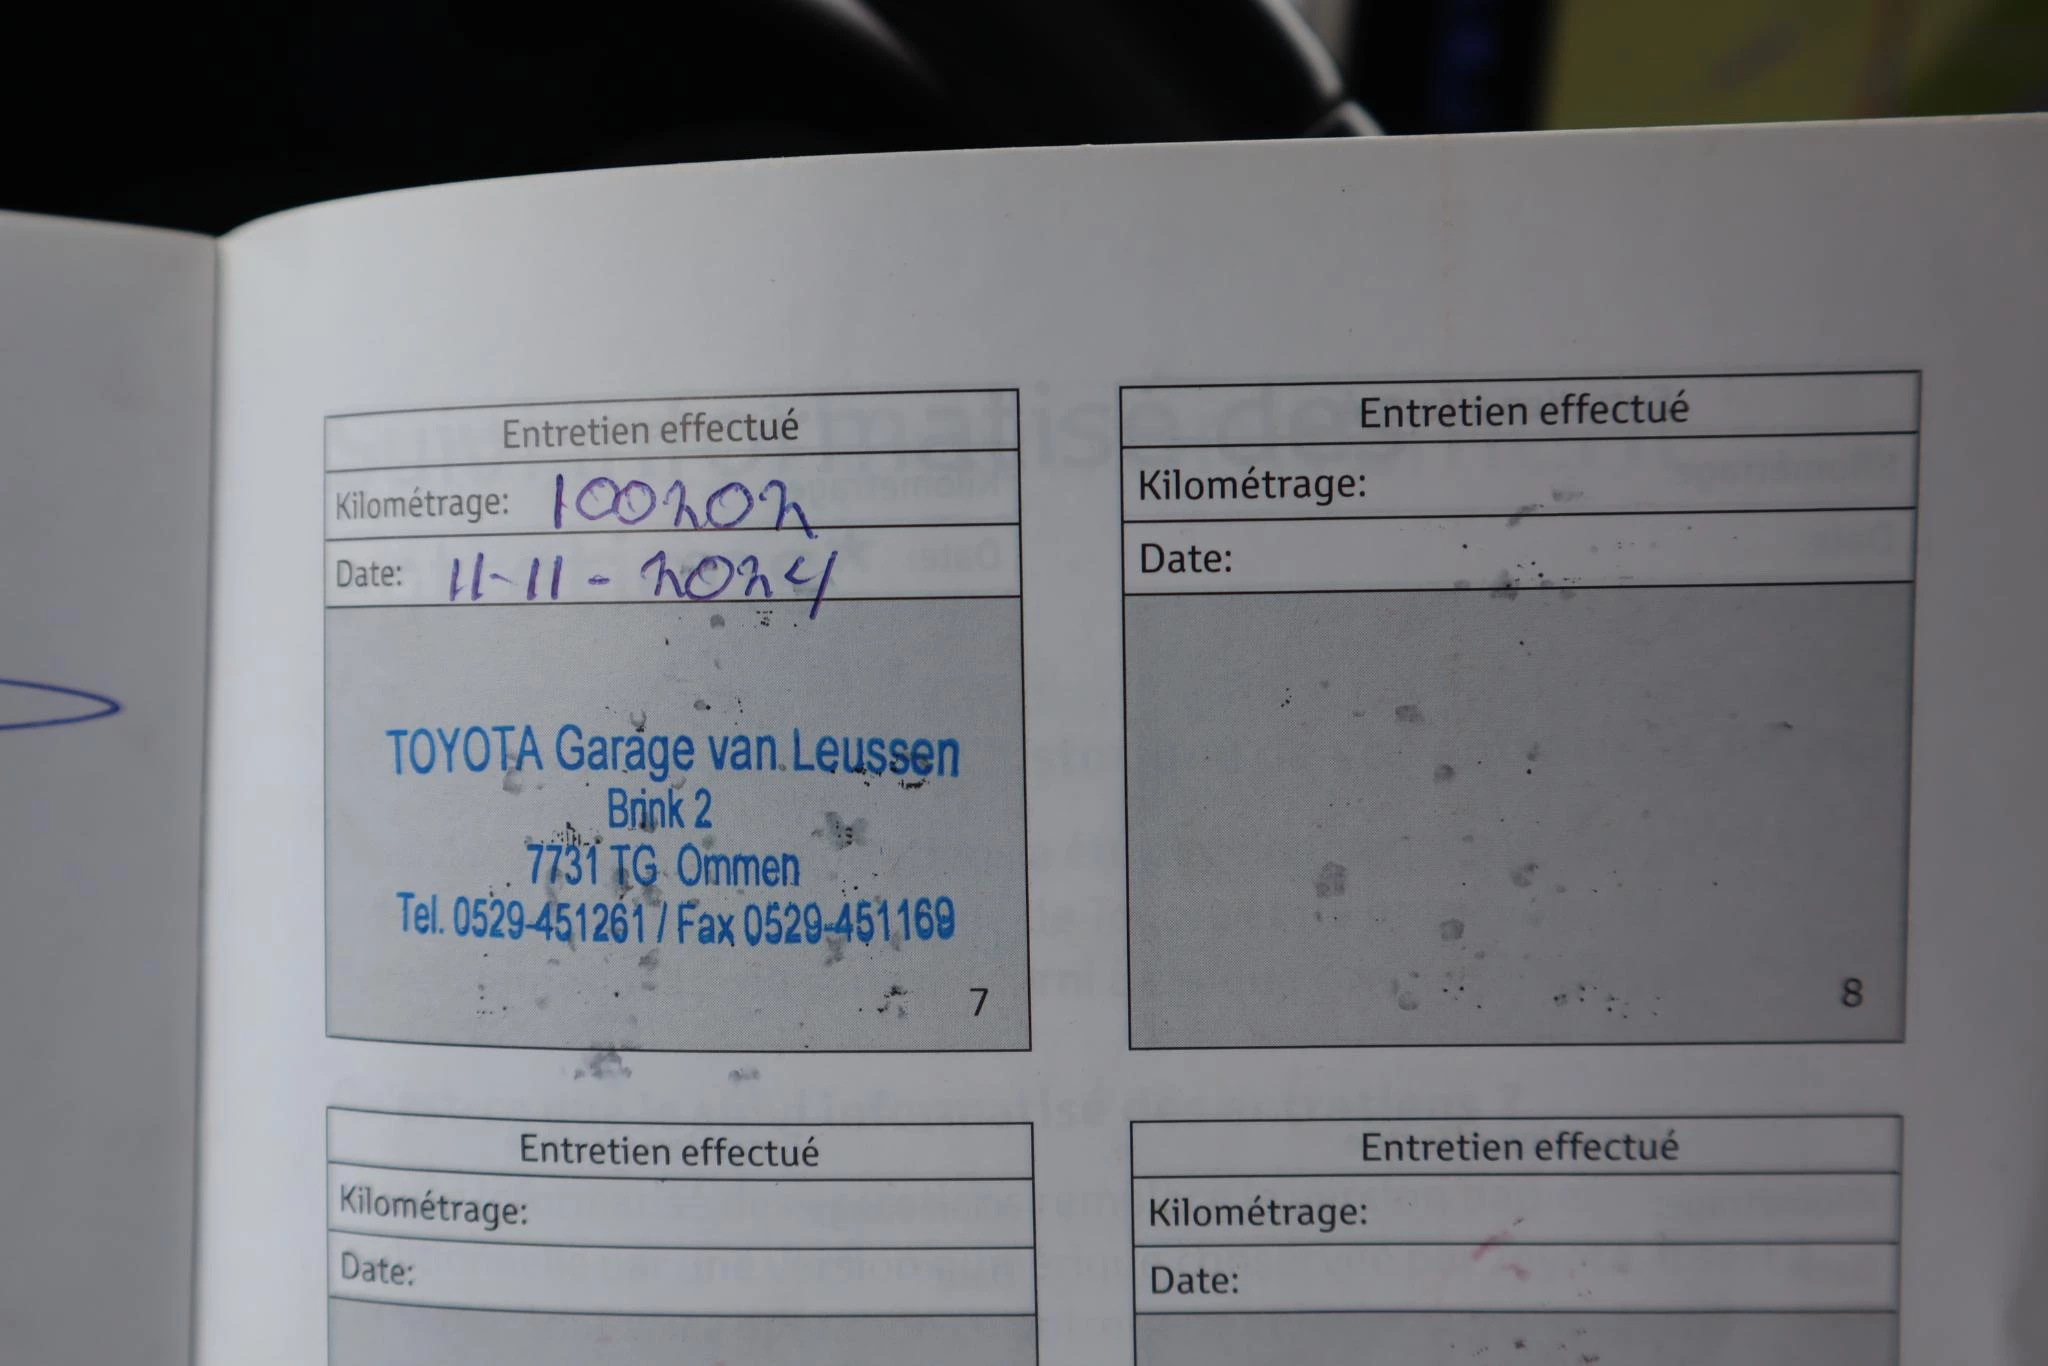 Entretien effectué
Kilométrage: 100202
Date: 11-11-2024
TOYOTA Garage van Leussen
Brink 2
7731 TG Ommen
Tel. 0529-451261 / Fax 0529-451169
7
Entretien effectué
Kilométrage:
Date:
8
Entretien effectué
Kilométrage:
Date:
Entretien effectué
Kilométrage:
Date: